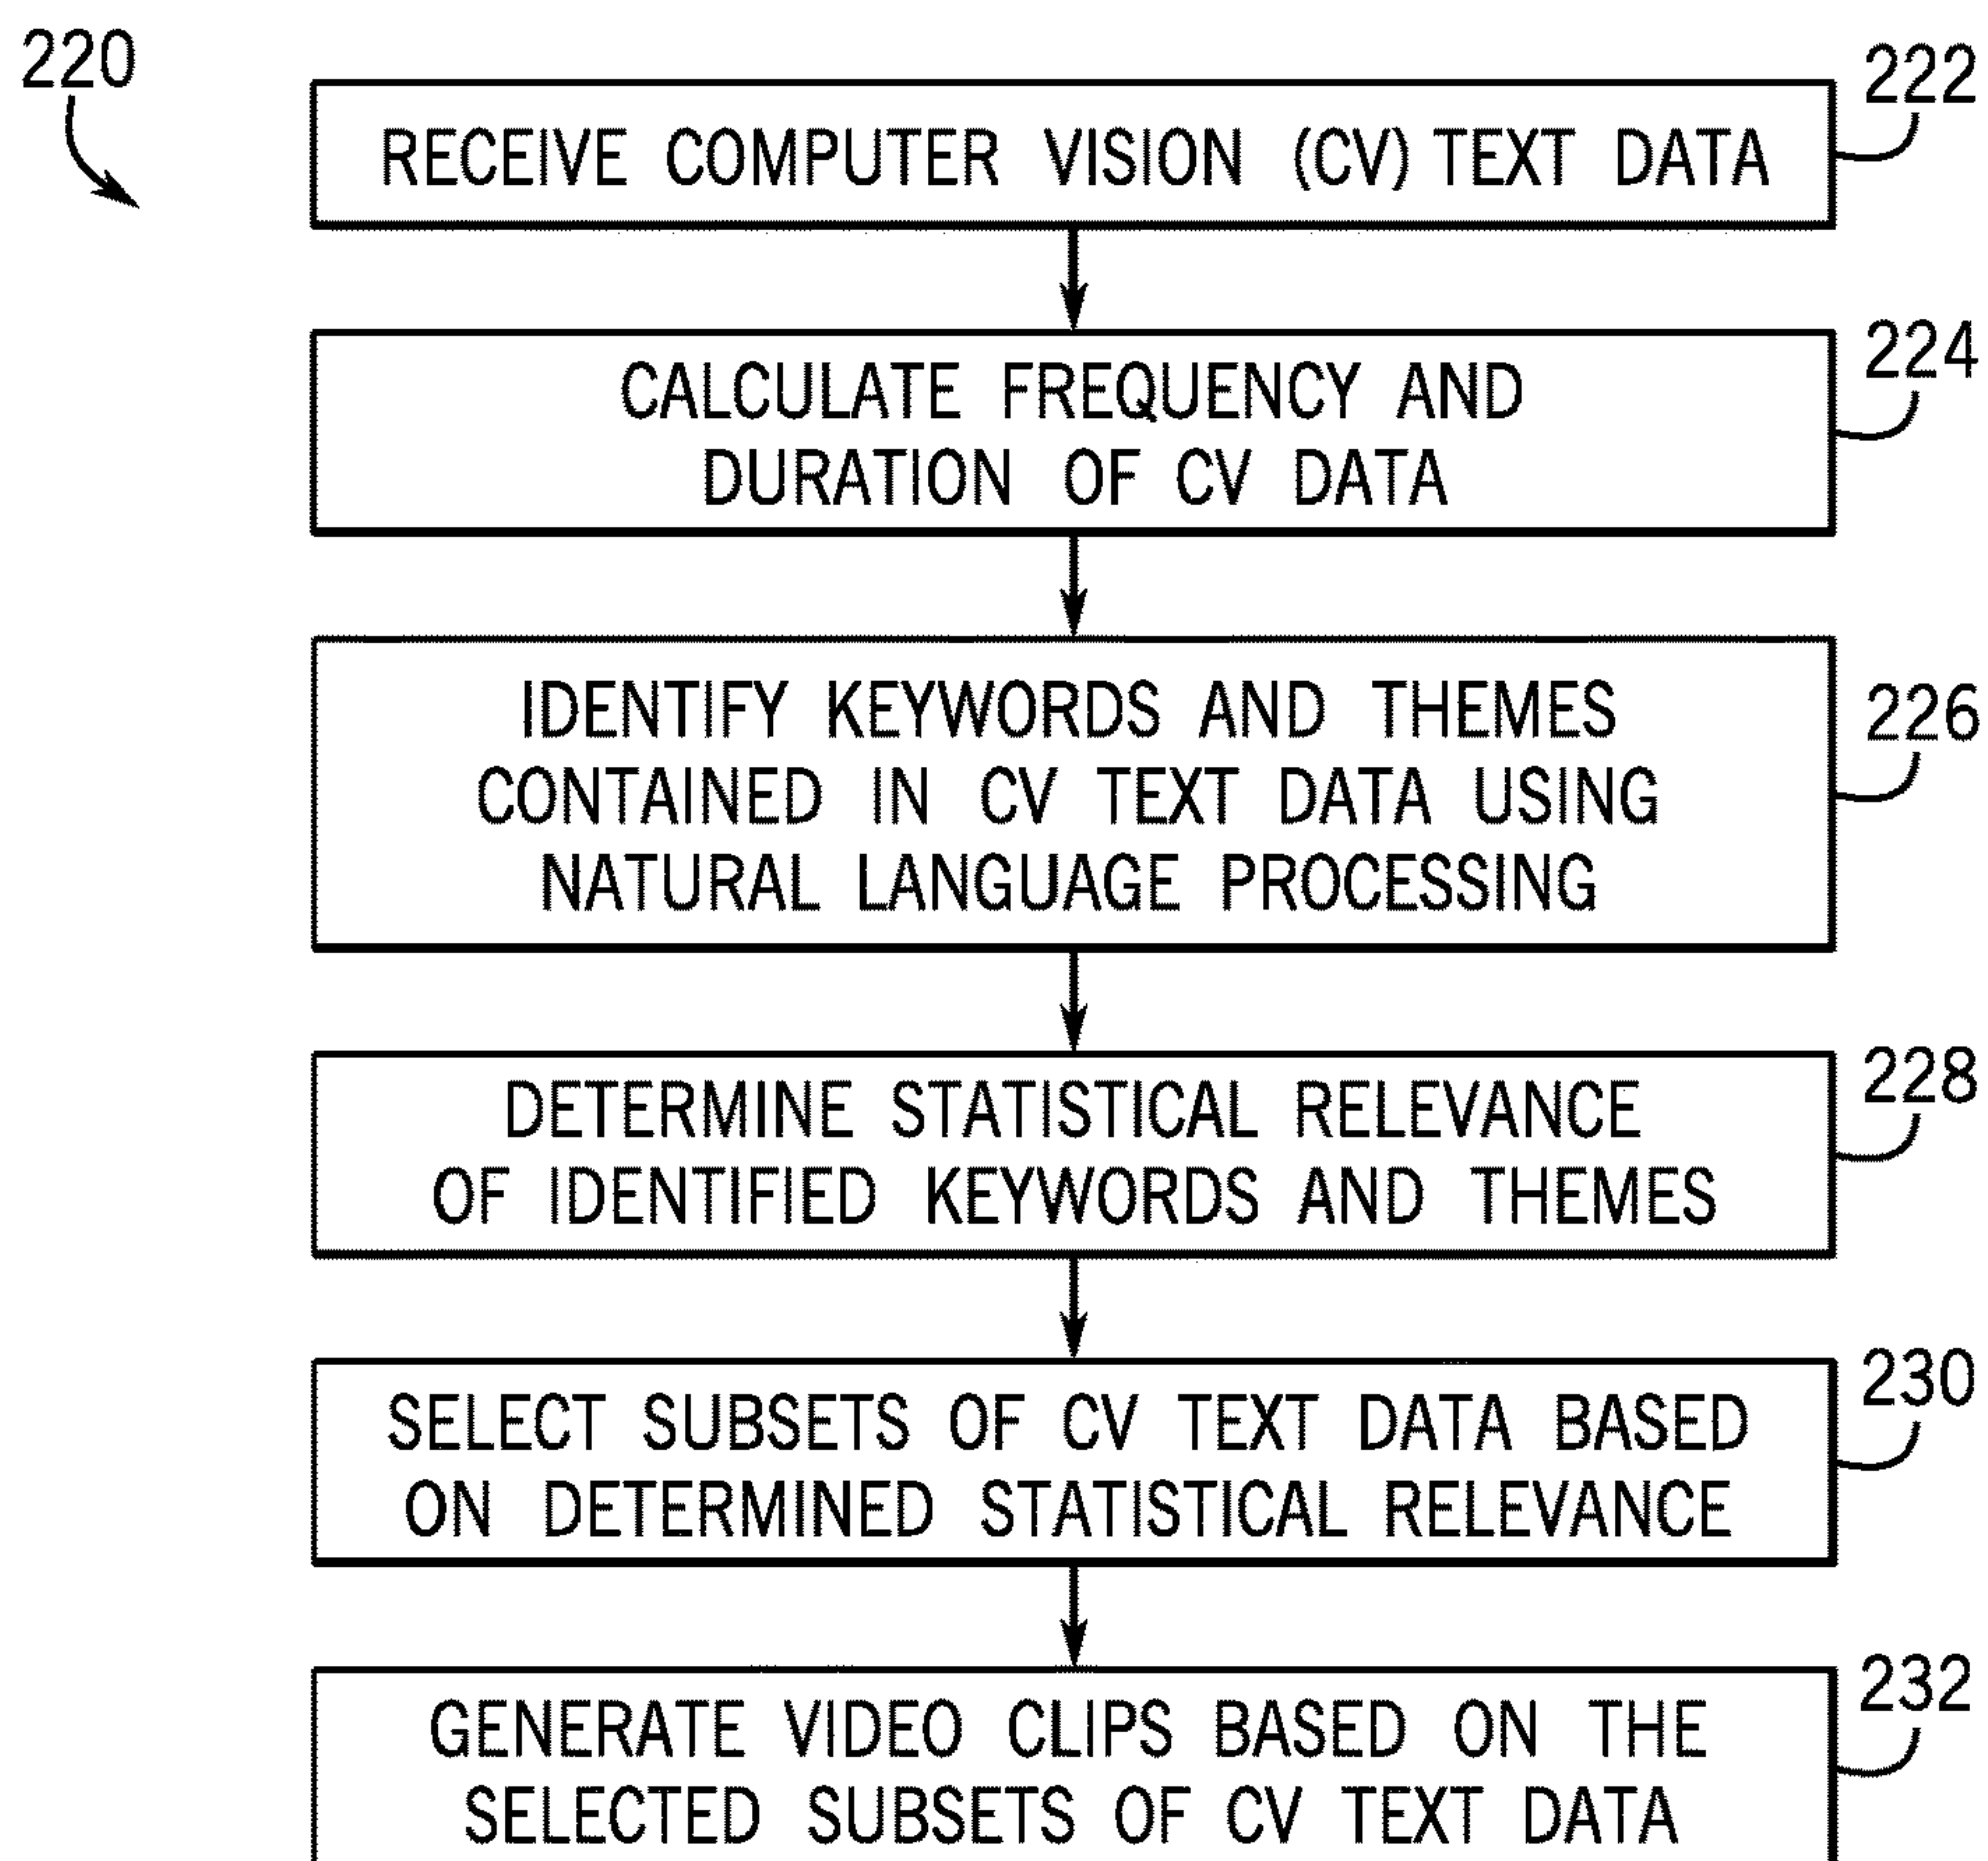 220
222
RECEIVE COMPUTER VISION (CV) TEXT DATA
224
CALCULATE FREQUENCY AND
DURATION OF CV DATA
226
IDENTIFY KEYWORDS AND THEMES
CONTAINED IN CV TEXT DATA USING
NATURAL LANGUAGE PROCESSING
228
DETERMINE STATISTICAL RELEVANCE
OF IDENTIFIED KEYWORDS AND THEMES
230
SELECT SUBSETS OF CV TEXT DATA BASED
ON DETERMINED STATISTICAL RELEVANCE
232
GENERATE VIDEO CLIPS BASED ON THE
SELECTED SUBSETS OF CV TEXT DATA